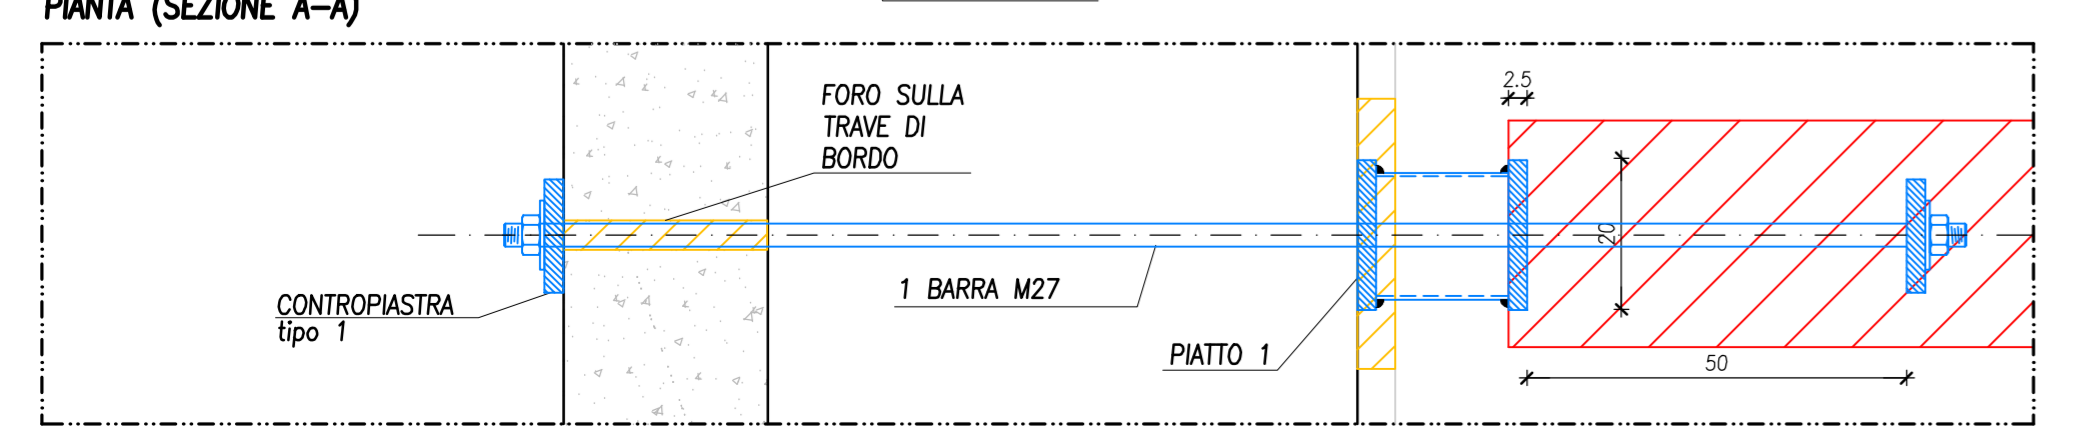 PIANTA (SEZIONE A-A)
FORO SULLA
TRAVE DI
BORDO
2.5
20
CONTROPIASTRA
tipo 1
1 BARRA M27
PIATTO 1
50